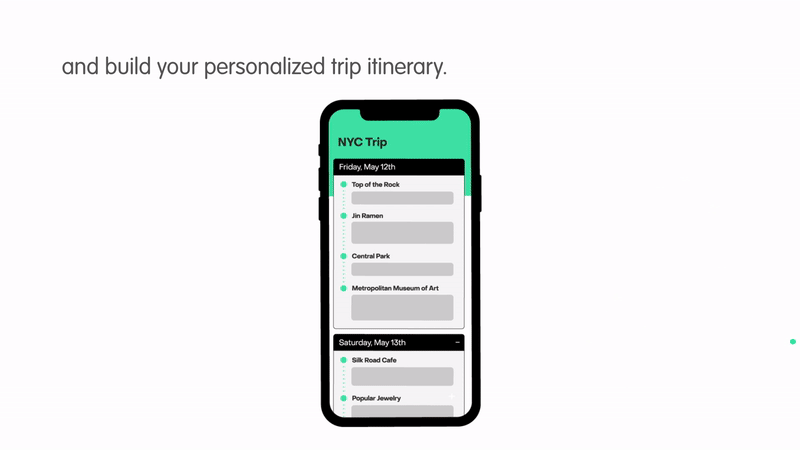 and build your personalized trip itinerary.
NYC Trip
Friday, May 12th
Top of the Rock
Jin Ramen
Central Park
Metropolitan Museum of Art
Saturday, May 13th –
Silk Road Cafe
Popular Jewelry